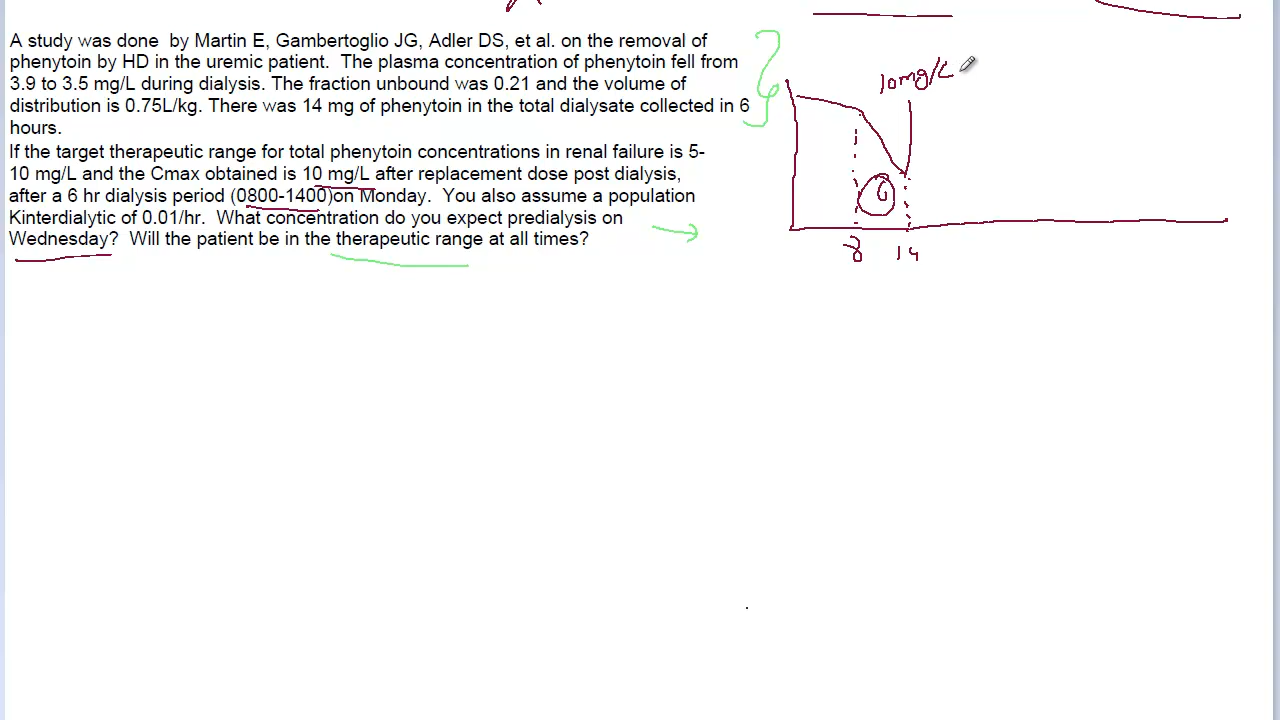 A study was done by Martin E, Gambertoglio JG, Adler DS, et al. on the removal of
phenytoin by HD in the uremic patient. The plasma concentration of phenytoin fell from
3.9 to 3.5 mg/L during dialysis. The fraction unbound was 0.21 and the volume of
distribution is 0.75L/kg. There was 14 mg of phenytoin in the total dialysate collected in 6
hours.
If the target therapeutic range for total phenytoin concentrations in renal failure is 5-
10 mg/L and the Cmax obtained is 10 mg/L after replacement dose post dialysis,
after a 6 hr dialysis period (0800-1400)on Monday. You also assume a population
Kinterdialytic of 0.01/hr. What concentration do you expect predialysis on
Wednesday? Will the patient be in the therapeutic range at all times?
10mg/L
6
8 14